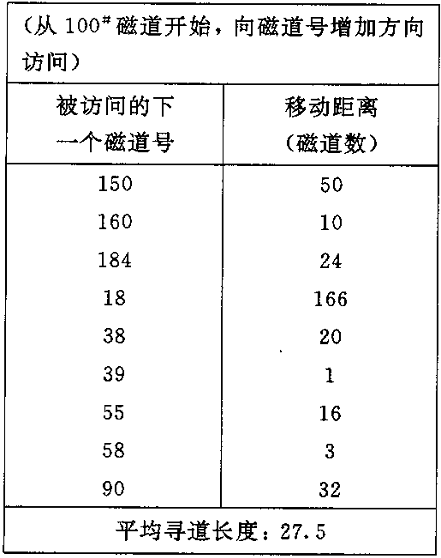 (从 100#磁道开始，向磁道号增加方向
访问)
被访问的下
一个磁道号
移动距离
(磁道数)
150 50
160 10
184 24
18 166
38 20
39 1
55 16
58 3
90 32
平均寻道长度：27.5